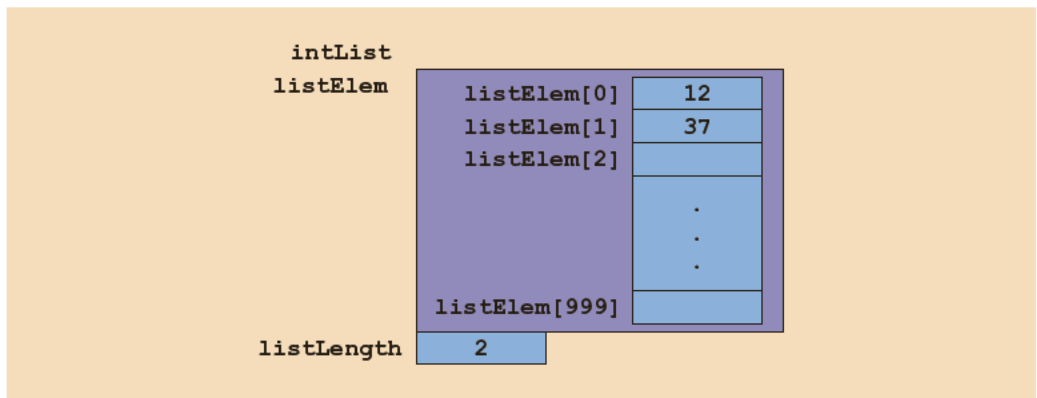 intList
listElem
listElem[0] 12
listElem[1] 37
listElem[2]
.
.
.
listElem[999]
listLength 2